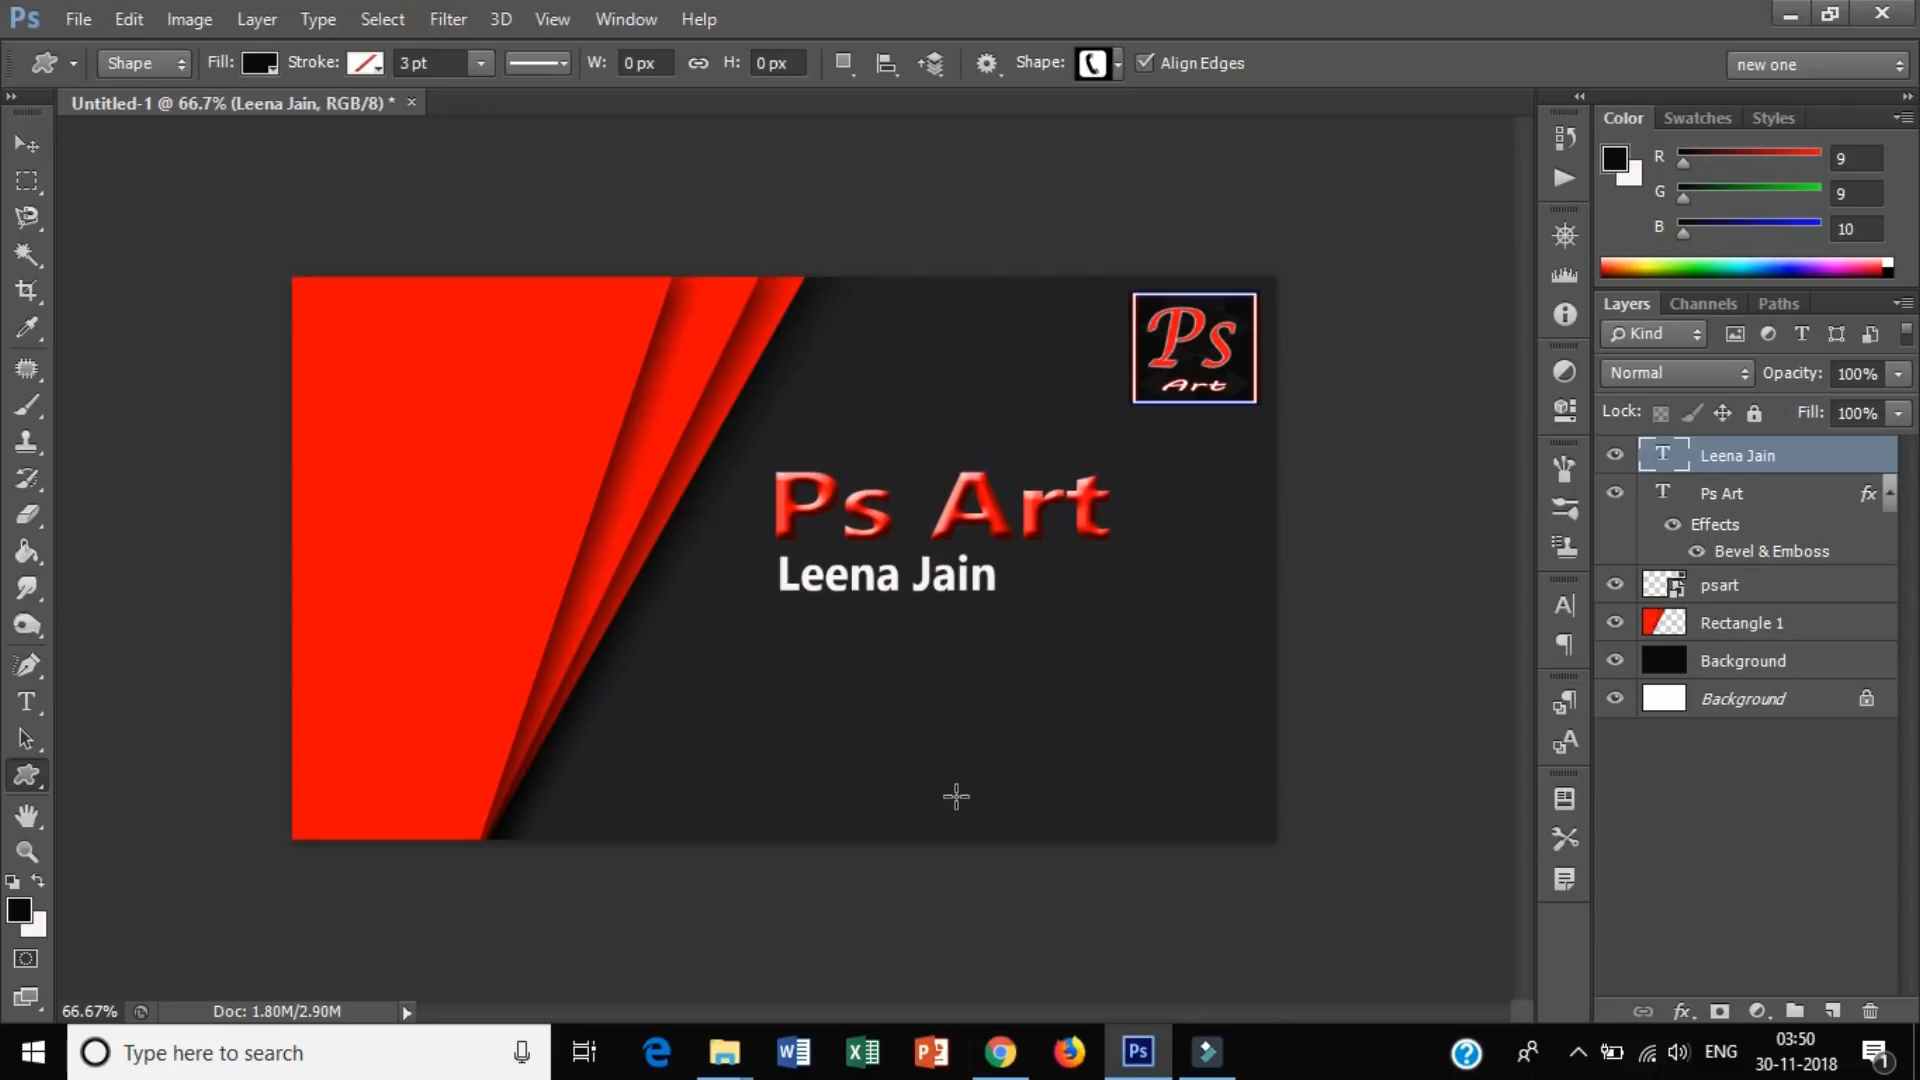 Ps File Edit Image Layer Type Select Filter 3D View Window Help
Shape Fill: Stroke: 3 pt W: 0 px H: 0 px Shape: Align Edges new one
Untitled-1 @ 66.7% (Leena Jain, RGB/8) * ×
Color Swatches Styles
R 9
G 9
B 10
Layers Channels Paths
Kind T
Normal Opacity: 100%
Lock: Fill: 100%
T Leena Jain
T Ps Art fx
Effects
Bevel & Emboss
psart
Rectangle 1
Background
Background
Ps
Art
Ps Art
Leena Jain
66.67% Doc: 1.80M/2.90M
Type here to search
ENG
03:50
30-11-2018
1